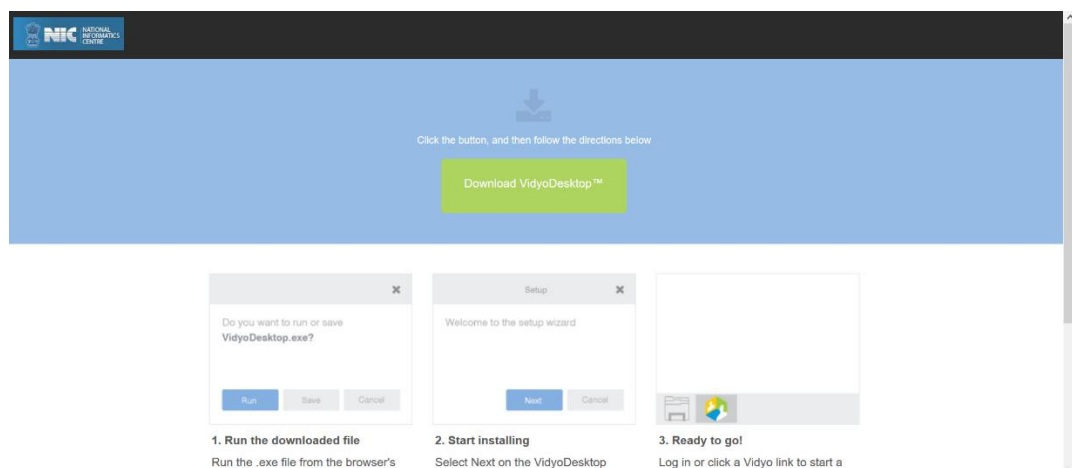 NIC NATIONAL
INFORMATICS
CENTRE
Click the button, and then follow the directions below
Download VidyoDesktop™
Do you want to run or save
VidyoDesktop.exe?
Run Save Cancel
1. Run the downloaded file
Run the .exe file from the browser's
Setup
Welcome to the setup wizard
Next Cancel
2. Start installing
Select Next on the VidyoDesktop
3. Ready to go!
Log in or click a Vidyo link to start a